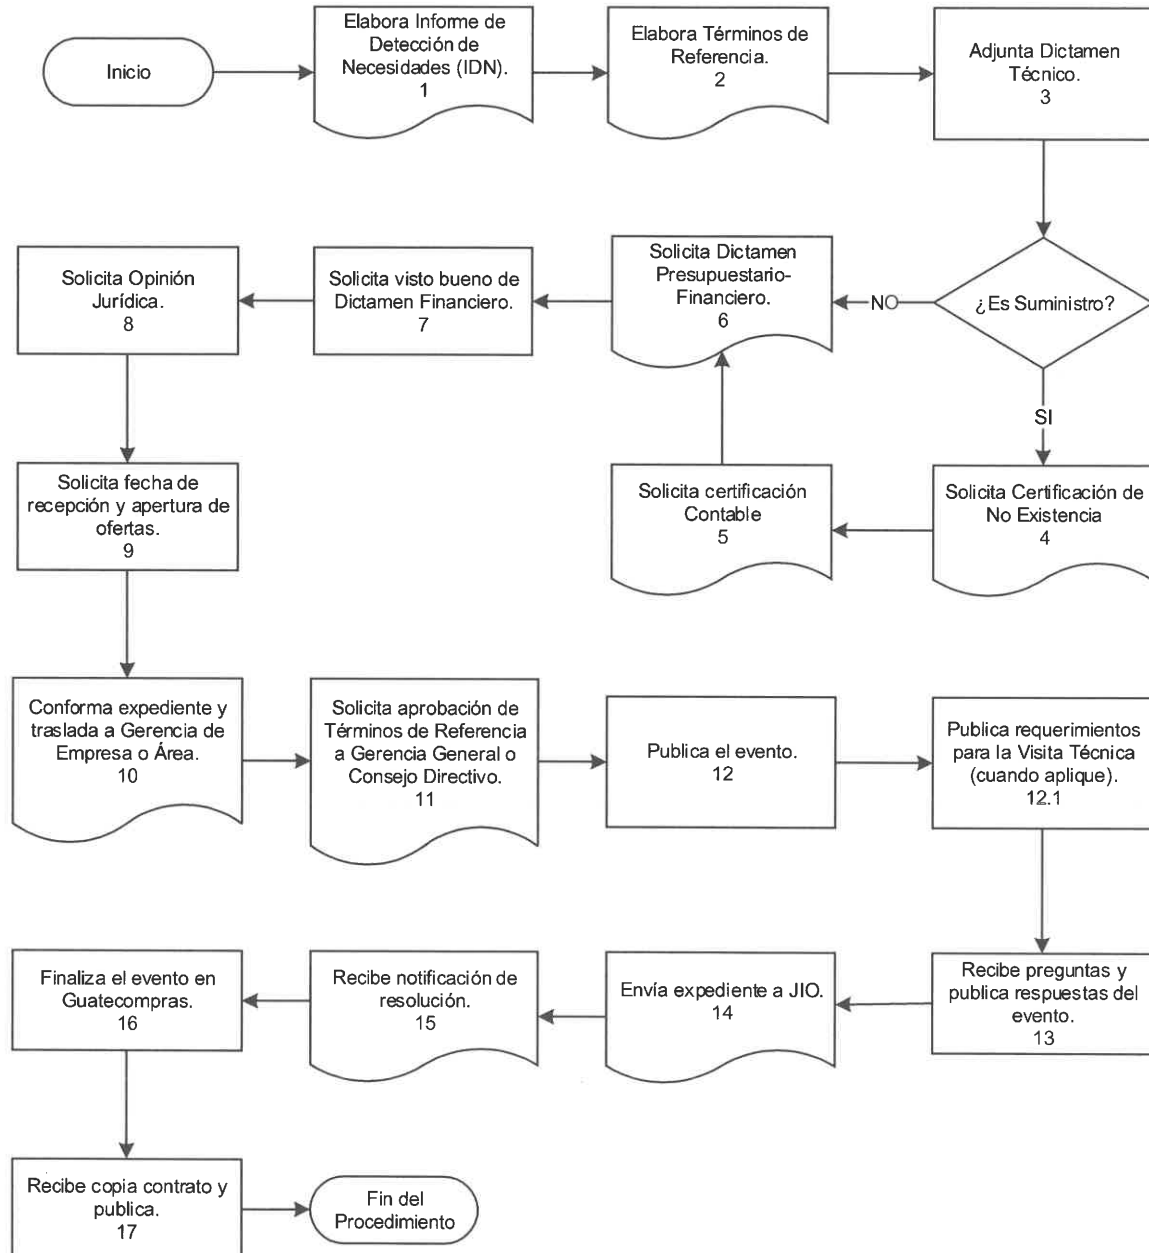 Inicio
Elabora Informe de
Detección de
Necesidades (IDN).
1
Elabora Términos de
Referencia.
2
Adjunta Dictamen
Técnico.
3
¿Es Suministro?
NO
SI
Solicita Certificación de
No Existencia
4
Solicita certificación
Contable
5
Solicita Dictamen
Presupuestario-
Financiero.
6
Solicita visto bueno de
Dictamen Financiero.
7
Solicita Opinión
Jurídica.
8
Solicita fecha de
recepción y apertura de
ofertas.
9
Conforma expediente y
traslada a Gerencia de
Empresa o Área.
10
Solicita aprobación de
Términos de Referencia
a Gerencia General o
Consejo Directivo.
11
Publica el evento.
12
Publica requerimientos
para la Visita Técnica
(cuando aplique).
12.1
Recibe preguntas y
publica respuestas del
evento.
13
Envía expediente a JIO.
14
Recibe notificación de
resolución.
15
Finaliza el evento en
Guatecompras.
16
Recibe copia contrato y
publica.
17
Fin del
Procedimiento